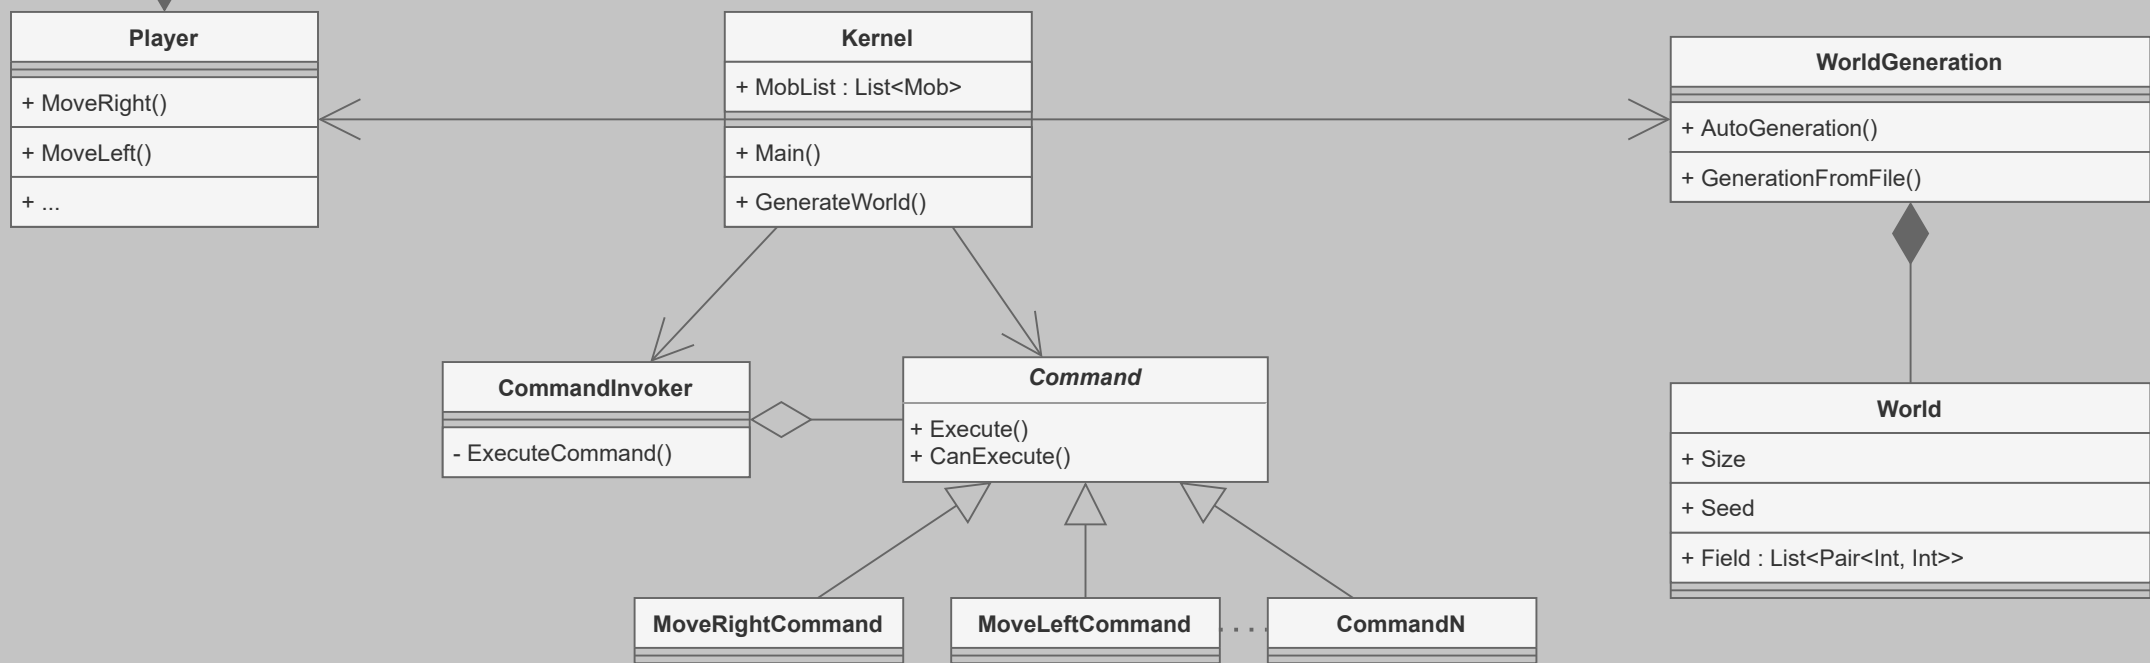 Player
+ MoveRight()
+ MoveLeft()
+ ...
Kernel
+ MobList : List<Mob>
+ Main()
+ GenerateWorld()
WorldGeneration
+ AutoGeneration()
+ GenerationFromFile()
CommandInvoker
- ExecuteCommand()
Command
+ Execute()
+ CanExecute()
World
+ Size
+ Seed
+ Field : List<Pair<Int, Int>>
MoveRightCommand
MoveLeftCommand
CommandN